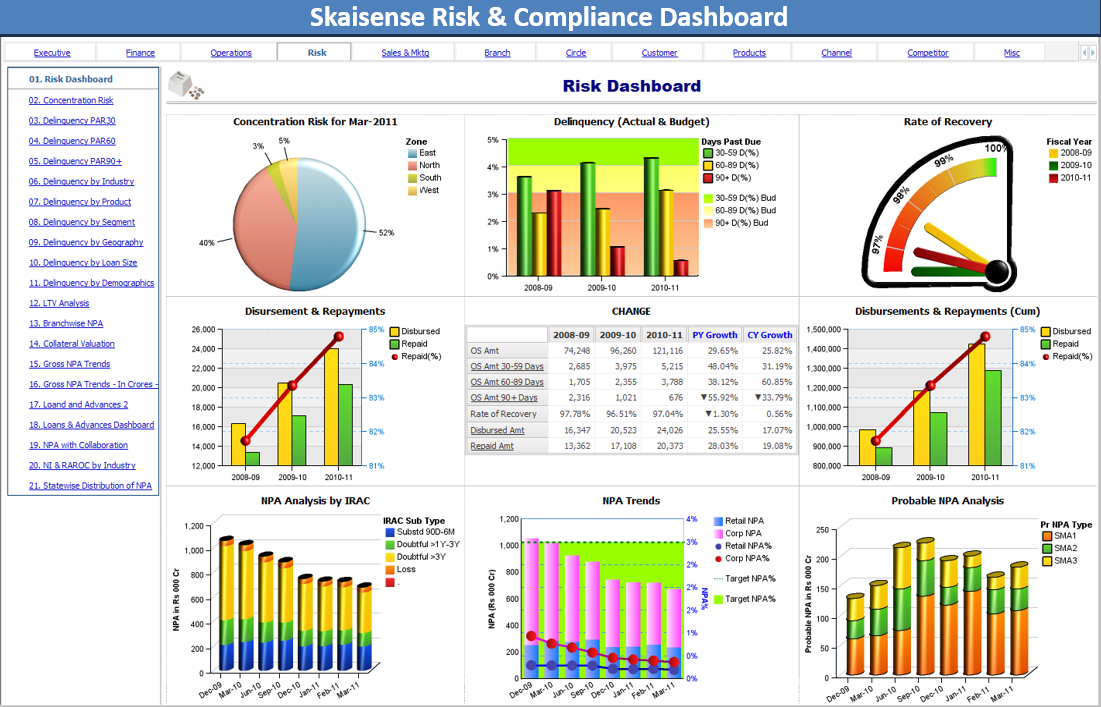 Skaisense Risk & Compliance Dashboard
Executive Finance Operations Risk Sales & Mktg Branch Circle Customer Products Channel Competitor Misc
01. Risk Dashboard
02. Concentration Risk
03. Delinquency PAR30
04. Delinquency PAR60
05. Delinquency PAR90+
06. Delinquency by Industry
07. Delinquency by Product
08. Delinquency by Segment
09. Delinquency by Geography
10. Delinquency by Loan Size
11. Delinquency by Demographics
12. LTV Analysis
13. Branchwise NPA
14. Collateral Valuation
15. Gross NPA Trends
16. Gross NPA Trends - In Crores -
17. Loand and Advances 2
18. Loans & Advances Dashboard
19. NPA with Collaboration
20. NI & RAROC by Industry
21. Statewise Distribution of NPA
Risk Dashboard
Concentration Risk for Mar-2011
Zone
East
North
South
West
3%
5%
40%
52%
Delinquency (Actual & Budget)
5%
4%
3%
2%
1%
0%
2008-09 2009-10 2010-11
Days Past Due
30-59 D(%)
60-89 D(%)
90+ D(%)
30-59 D(%) Bud
60-89 D(%) Bud
90+ D(%) Bud
Rate of Recovery
97%
98%
99%
100%
Fiscal Year
2008-09
2009-10
2010-11
Disursement & Repayments
26,000
24,000
22,000
20,000
18,000
16,000
14,000
12,000
85%
84%
83%
82%
81%
2008-09 2009-10 2010-11
Disbursed
Repaid
Repaid(%)
CHANGE
2008-09 2009-10 2010-11 PY Growth CY Growth
OS Amt 74,248 96,260 121,116 29.65% 25.82%
OS Amt 30-59 Days 2,685 3,975 5,215 48.04% 31.19%
OS Amt 60-89 Days 1,705 2,355 3,788 38.12% 60.85%
OS Amt 90+ Days 2,316 1,021 676 ▼55.92% ▼33.79%
Rate of Recovery 97.78% 96.51% 97.04% ▼1.30% 0.56%
Disbursed Amt 16,347 20,523 24,026 25.55% 17.07%
Repaid Amt 13,362 17,108 20,373 28.03% 19.08%
Disbursements & Repayments (Cum)
1,500,000
1,400,000
1,300,000
1,200,000
1,100,000
1,000,000
900,000
800,000
85%
84%
83%
82%
81%
2008-09 2009-10 2010-11
Disbursed
Repaid
Repaid(%)
NPA Analysis by IRAC
NPA in Rs 000 Cr
1,200
1,000
800
600
400
200
0
Dec-09 Mar-10 Jun-10 Sep-10 Dec-10 Jan-11 Feb-11 Mar-11
IRAC Sub Type
Substd 90D-6M
Doubtful >1Y-3Y
Doubtful >3Y
Loss
.
NPA Trends
NPA (Rs 000 Cr)
1,200
1,000
800
600
400
200
0
4%
3%
2%
2%
1%
0%
0%
NPA%
Dec-09 Mar-10 Jun-10 Sep-10 Dec-10 Jan-11 Feb-11 Mar-11
Retail NPA
Corp NPA
Retail NPA%
Corp NPA%
Target NPA%
Target NPA%
Probable NPA Analysis
Probable NPA in Rs 000 Cr
250
200
150
100
50
0
Dec-09 Mar-10 Jun-10 Sep-10 Dec-10 Jan-11 Feb-11 Mar-11
Pr NPA Type
SMA1
SMA2
SMA3